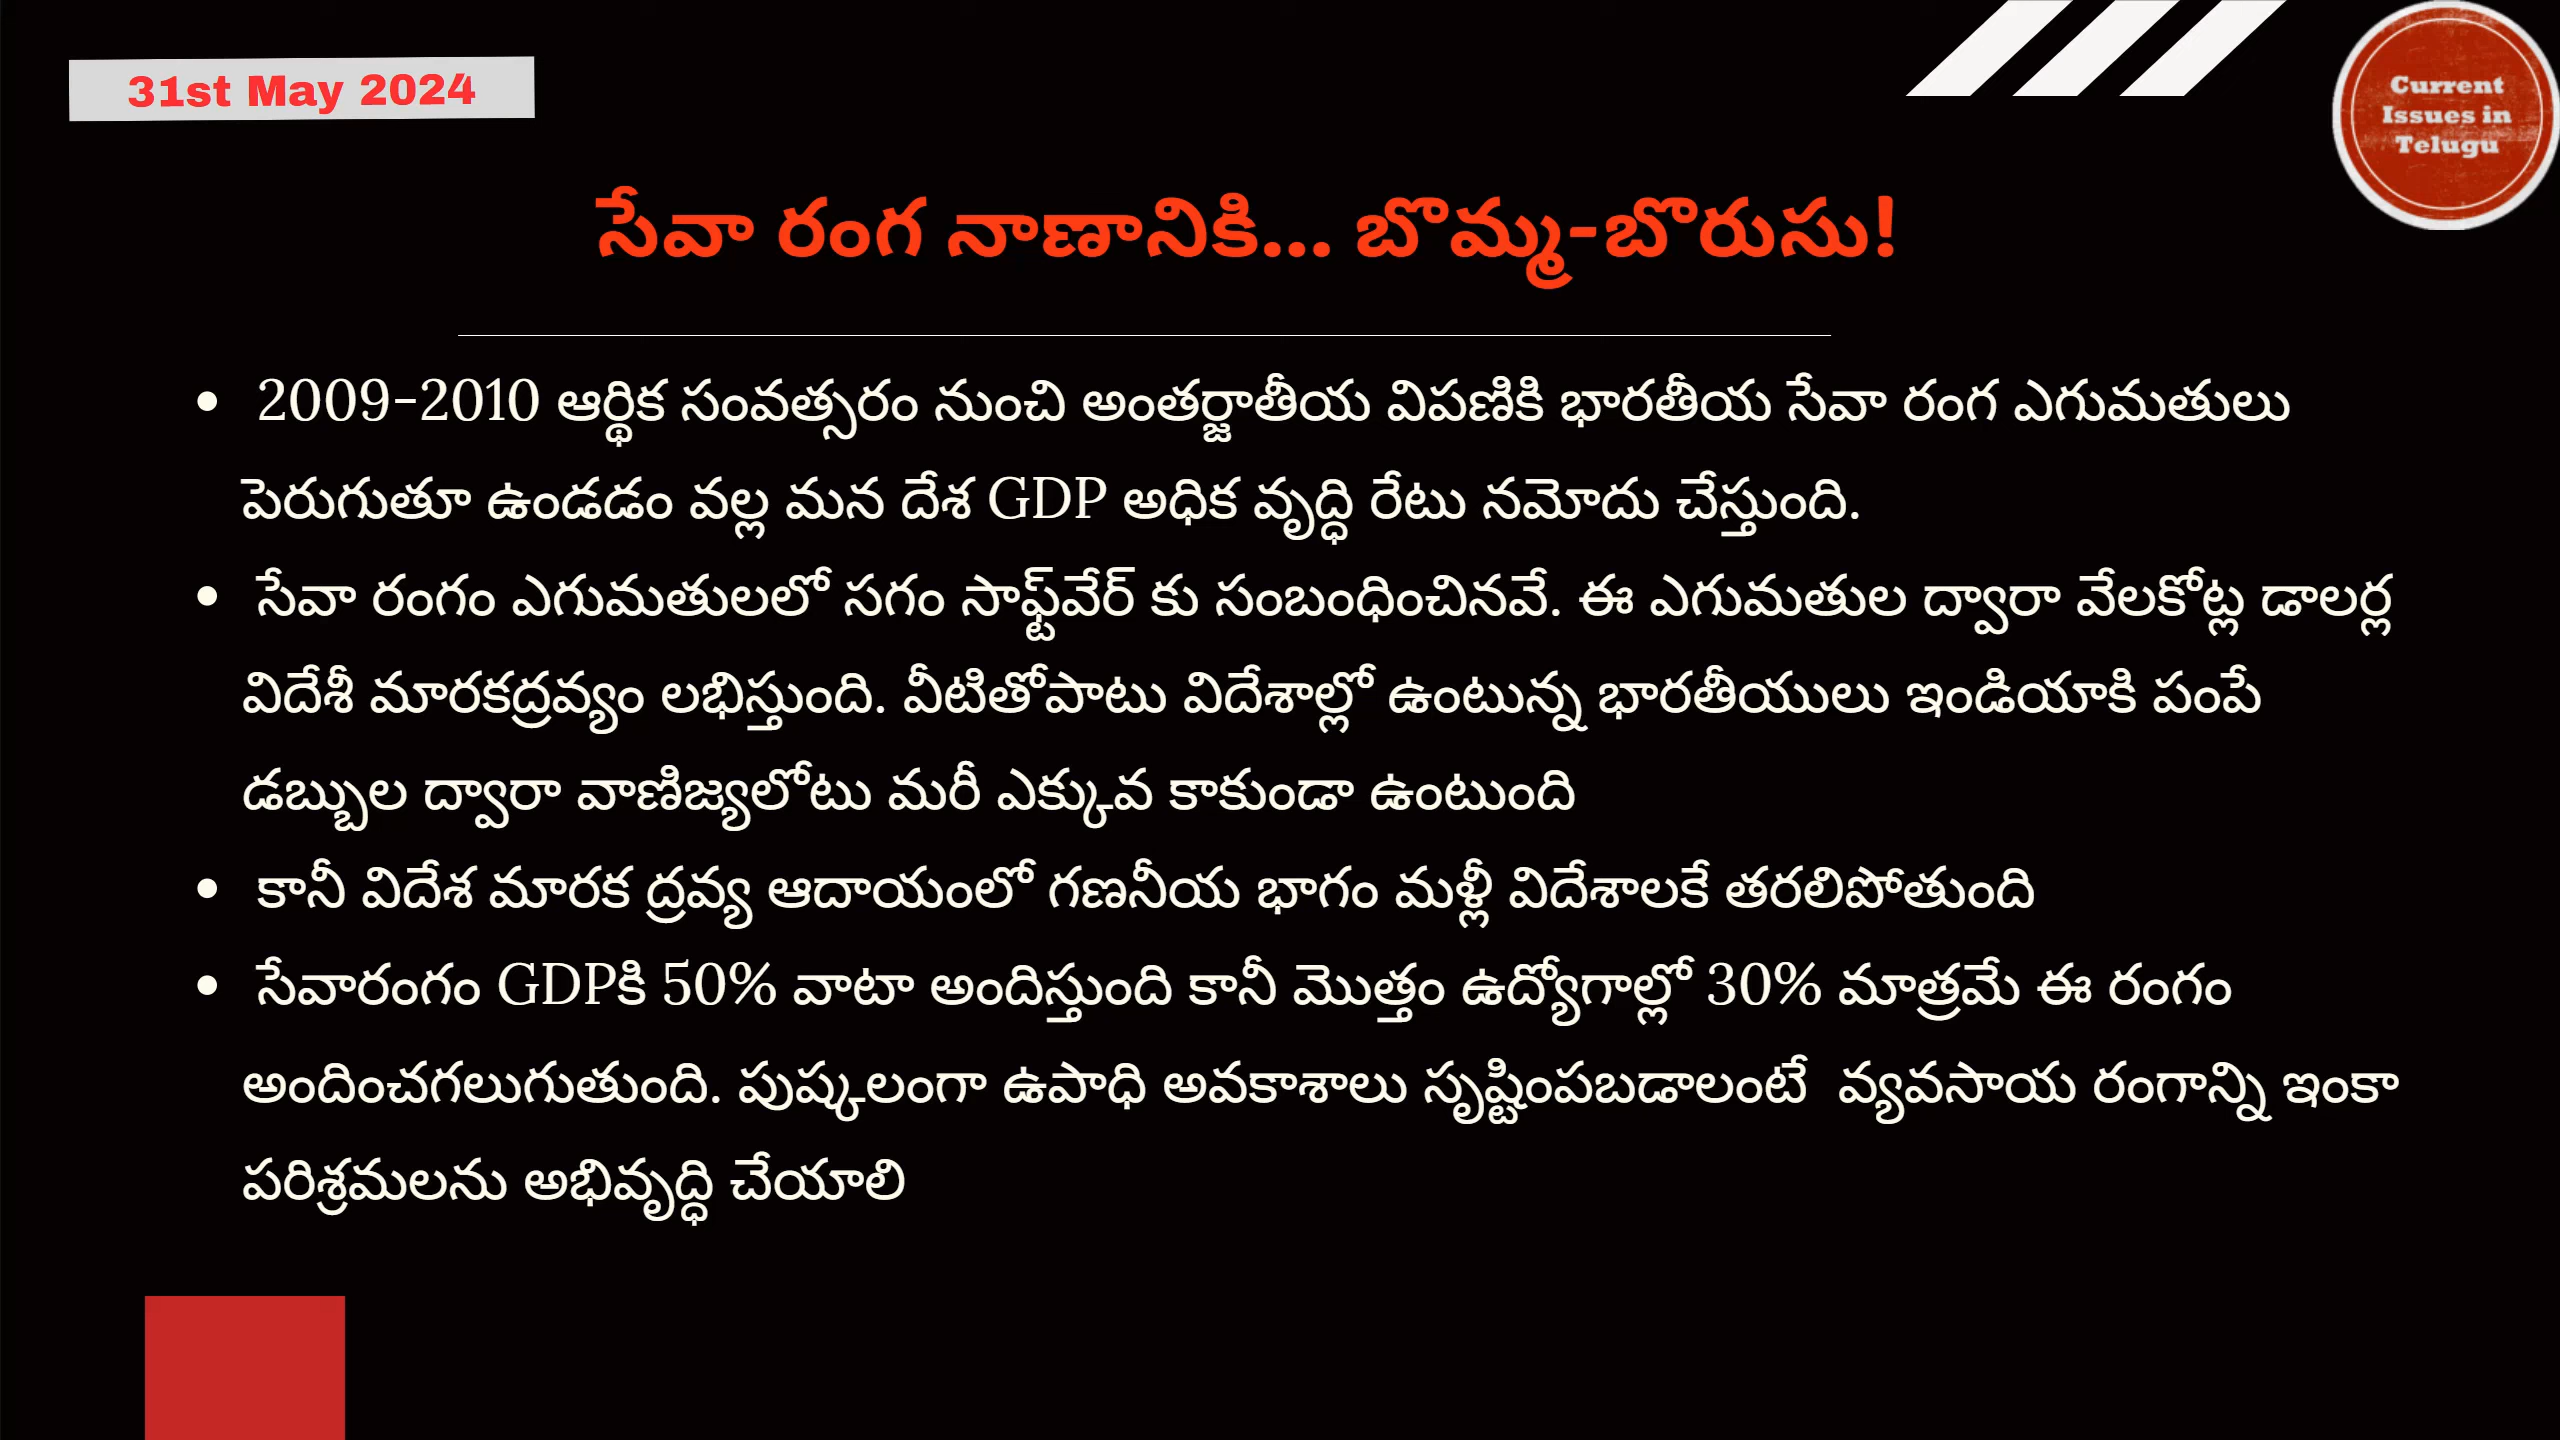 31st May 2024
Current
Issues in
Telugu
సేవా రంగ నాణానికి... బొమ్మ-బొరుసు!
• 2009-2010 ఆర్థిక సంవత్సరం నుంచి అంతర్జాతీయ విపణికి భారతీయ సేవా రంగ ఎగుమతులు
పెరుగుతూ ఉండడం వల్ల మన దేశ GDP అధిక వృద్ధి రేటు నమోదు చేస్తుంది.
• సేవా రంగం ఎగుమతులలో సగం సాఫ్ట్‌వేర్ కు సంబంధించినవే. ఈ ఎగుమతుల ద్వారా వేలకోట్ల డాలర్ల
విదేశీ మారకద్రవ్యం లభిస్తుంది. వీటితోపాటు విదేశాల్లో ఉంటున్న భారతీయులు ఇండియాకి పంపే
డబ్బుల ద్వారా వాణిజ్యలోటు మరీ ఎక్కువ కాకుండా ఉంటుంది
• కానీ విదేశ మారక ద్రవ్య ఆదాయంలో గణనీయ భాగం మళ్లీ విదేశాలకే తరలిపోతుంది
• సేవారంగం GDPకి 50% వాటా అందిస్తుంది కానీ మొత్తం ఉద్యోగాల్లో 30% మాత్రమే ఈ రంగం
అందించగలుగుతుంది. పుష్కలంగా ఉపాధి అవకాశాలు సృష్టింపబడాలంటే వ్యవసాయ రంగాన్ని ఇంకా
పరిశ్రమలను అభివృద్ధి చేయాలి